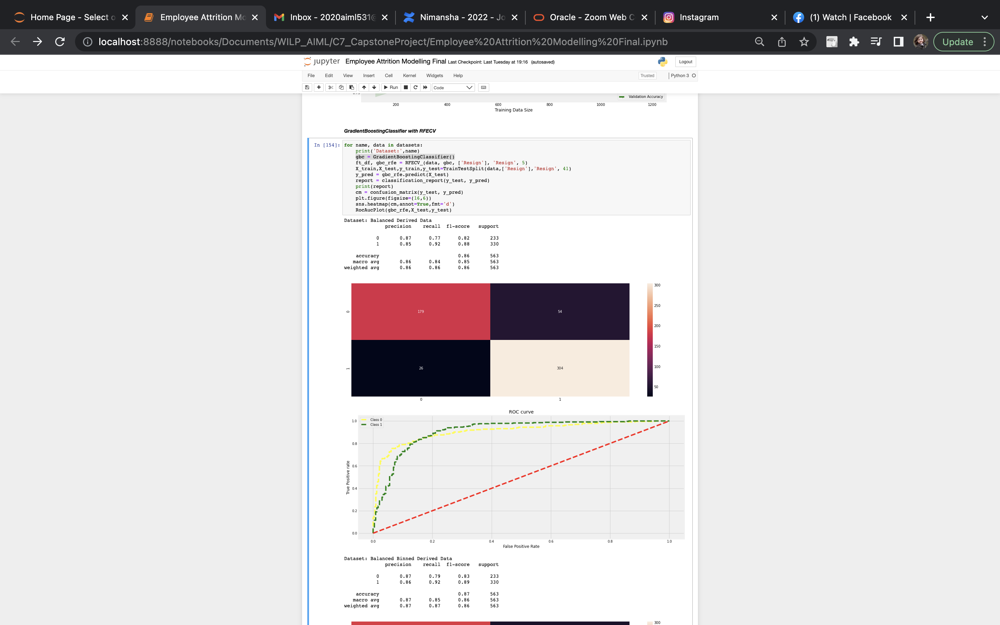 Home Page - Select o
Employee Attrition Mo
Inbox - 2020aiml531@
Nimansha - 2022 - Jo
Oracle - Zoom Web C
Instagram
(1) Watch | Facebook
localhost:8888/notebooks/Documents/WILP_AIML/C7_CapstoneProject/Employee%20Attrition%20Modelling%20Final.ipynb
Update
jupyter Employee Attrition Modelling Final Last Checkpoint: Last Tuesday at 19:16 (autosaved)
Logout
File Edit View Insert Cell Kernel Widgets Help
Trusted
Python 3
Run
Code
Validation Accuracy
200 400 600 800 1000 1200
Training Data Size
GradientBoostingClassifier with RFECV
In [154]: for name, data in datasets:
print('Dataset:',name)
gbc = GradientBoostingClassifier()
ft_df, gbc_rfe = RFECV_(data, gbc, ['Resign'], 'Resign', 5)
X_train,X_test,y_train,y_test=TrainTestSplit(data,['Resign'],'Resign', 41)
y_pred = gbc_rfe.predict(X_test)
report = classification_report(y_test, y_pred)
print(report)
cm = confusion_matrix(y_test, y_pred)
plt.figure(figsize=(16,6))
sns.heatmap(cm,annot=True,fmt='d')
RocAucPlot(gbc_rfe,X_test,y_test)
Dataset: Balanced Derived Data
precision recall f1-score support
0 0.87 0.77 0.82 233
1 0.85 0.92 0.88 330
accuracy 0.86 563
macro avg 0.86 0.84 0.85 563
weighted avg 0.86 0.86 0.86 563
300
250
200
150
100
50
0
179 54
1
26 304
0 1
ROC curve
Class 0
Class 1
1.0
0.8
0.6
0.4
0.2
0.0
True Positive rate
0.0 0.2 0.4 0.6 0.8 1.0
False Positive Rate
Dataset: Balanced Binned Derived Data
precision recall f1-score support
0 0.87 0.79 0.83 233
1 0.86 0.92 0.89 330
accuracy 0.87 563
macro avg 0.87 0.85 0.86 563
weighted avg 0.87 0.87 0.86 563
300